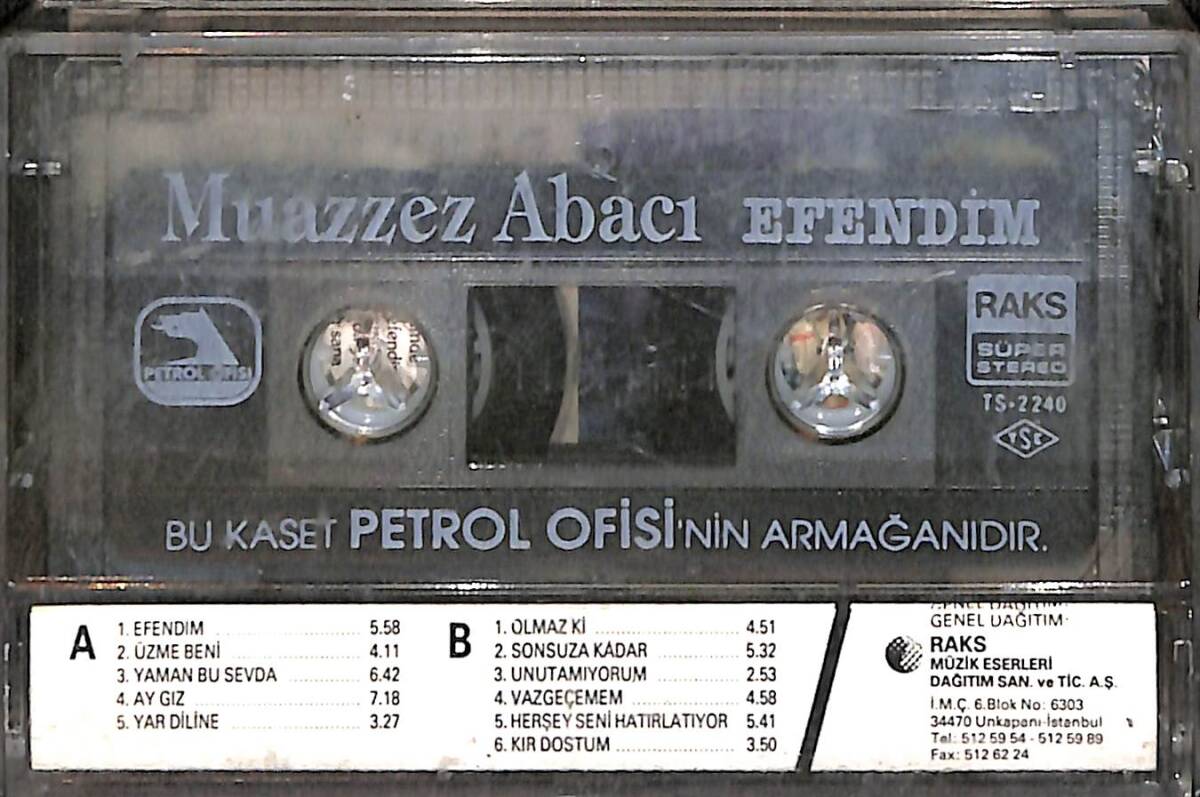 Muazzez Abacı EFENDİM
PETROL OFİSİ
RAKS
SÜPER
STEREO
TS-2240
TSE
BU KASET PETROL OFİSİ'NİN ARMAĞANIDIR.
A
1. EFENDIM 5.58
2. ÜZME BENİ 4.11
3. YAMAN BU SEVDA 6.42
4. AY GIZ 7.18
5. YAR DİLİNE 3.27
B
1. OLMAZ Kİ 4.51
2. SONSUZA KADAR 5.32
3. UNUTAMIYORUM 2.53
4. VAZGEÇEMEM 4.58
5. HERŞEY SENİ HATIRLATIYOR 5.41
6. KIR DOSTUM 3.50
GENEL DAĞITIM:
RAKS
MÜZİK ESERLERİ
DAĞITIM SAN. ve TİC. A.Ş.
İ.M.Ç. 6.Blok No: 6303
34470 Unkapanı-İstanbul
Tel: 512 59 54 - 512 59 89
Fax: 512 62 24